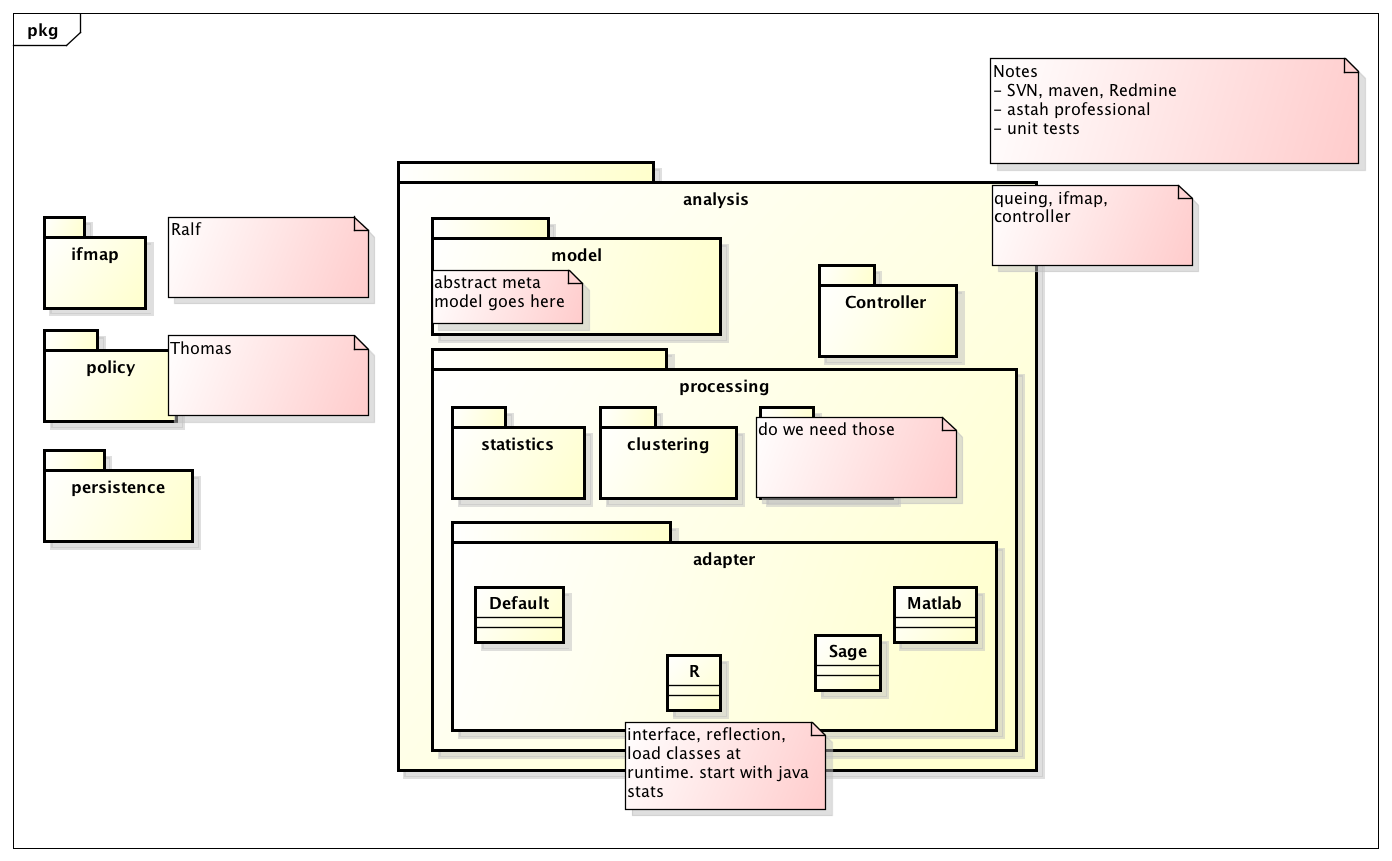 pkg
Notes
– SVN, maven, Redmine
– astah professional
– unit tests
analysis
queing, ifmap,
controller
ifmap
Ralf
model
abstract meta
model goes here
Controller
policy
Thomas
processing
statistics
clustering
do we need those
persistence
adapter
Default
Matlab
Sage
R
interface, reflection,
load classes at
runtime. start with java
stats